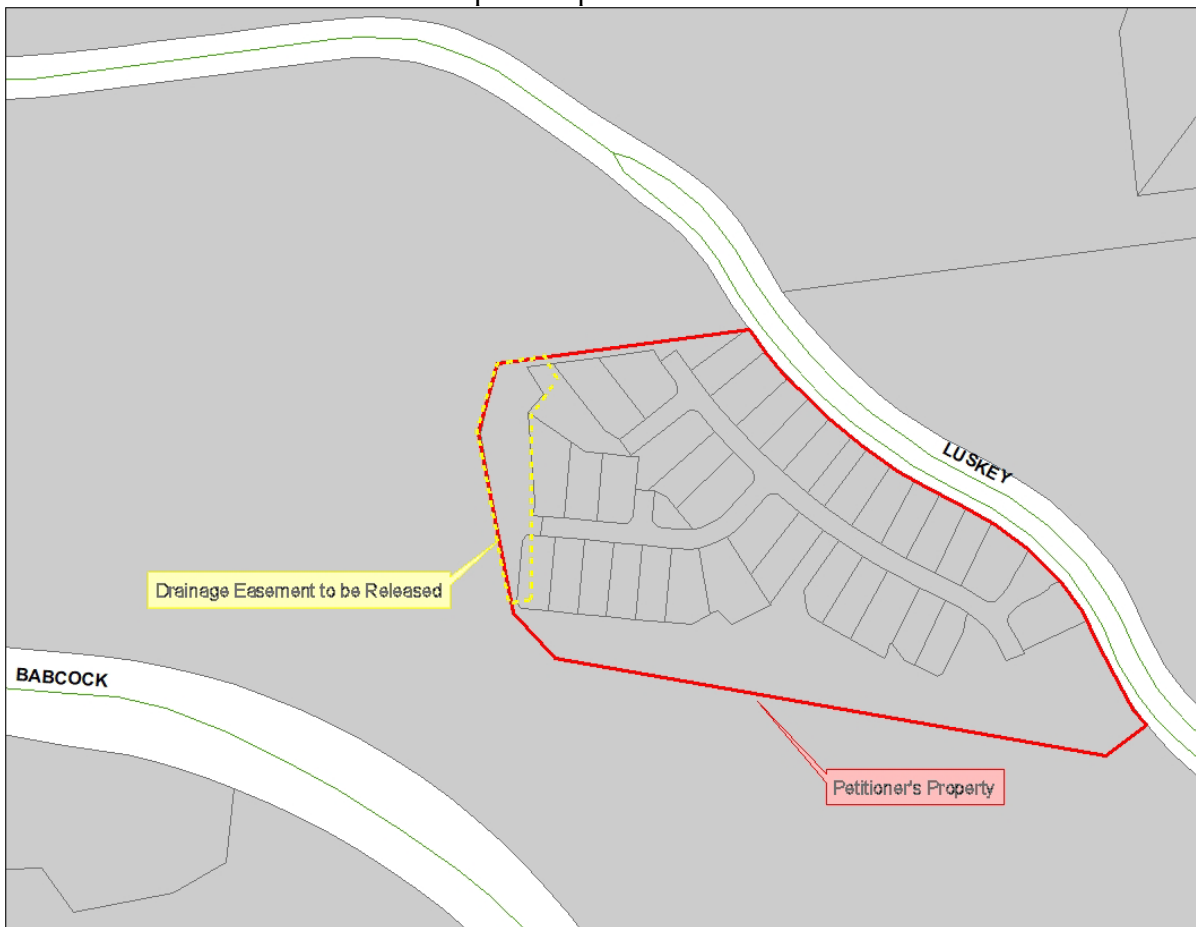 LUSKEY
Drainage Easement to be Released
BABCOCK
Petitioner's Property